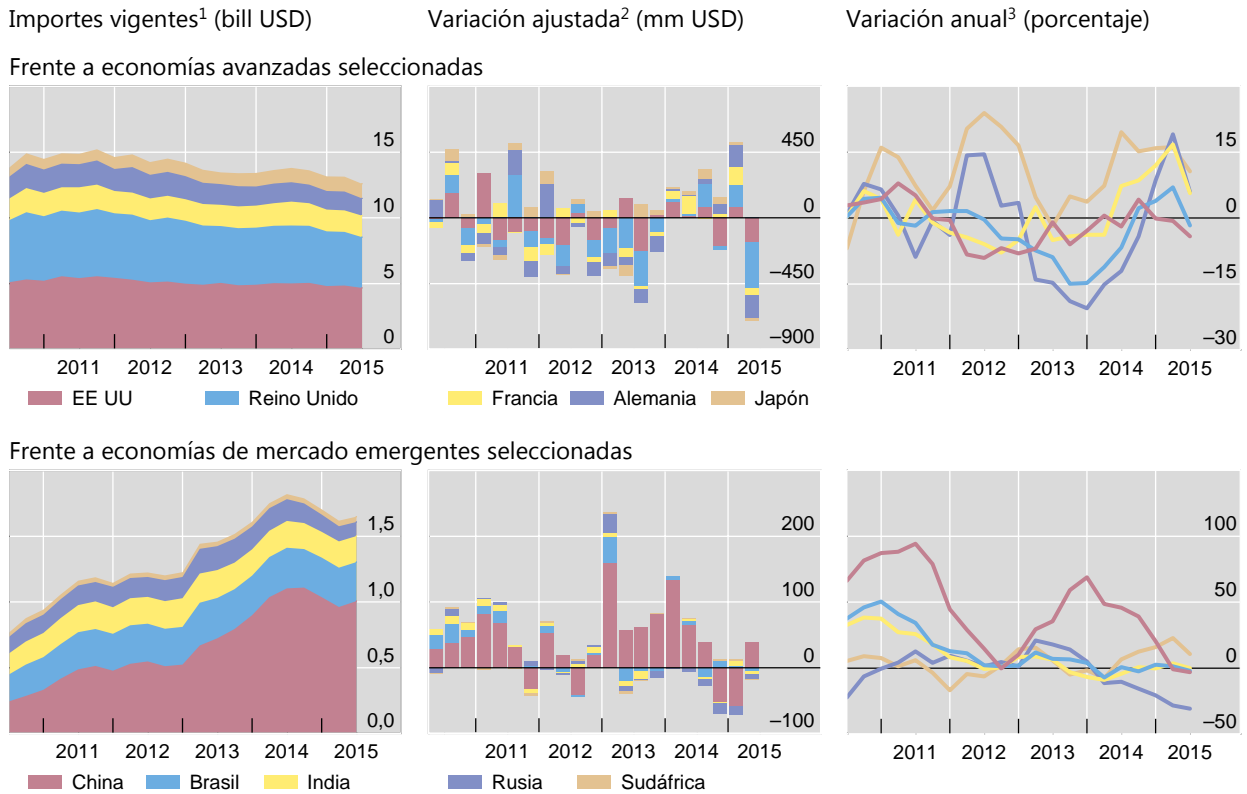 Importes vigentes¹ (bill USD)
Variación ajustada² (mm USD)
Variación anual³ (porcentaje)
Frente a economías avanzadas seleccionadas
15
10
5
0
2011 2012 2013 2014 2015
450
0
–450
–900
2011 2012 2013 2014 2015
15
0
–15
–30
2011 2012 2013 2014 2015
EE UU
Reino Unido
Francia
Alemania
Japón
Frente a economías de mercado emergentes seleccionadas
1,5
1,0
0,5
0,0
2011 2012 2013 2014 2015
200
100
0
–100
2011 2012 2013 2014 2015
100
50
0
–50
2011 2012 2013 2014 2015
China
Brasil
India
Rusia
Sudáfrica